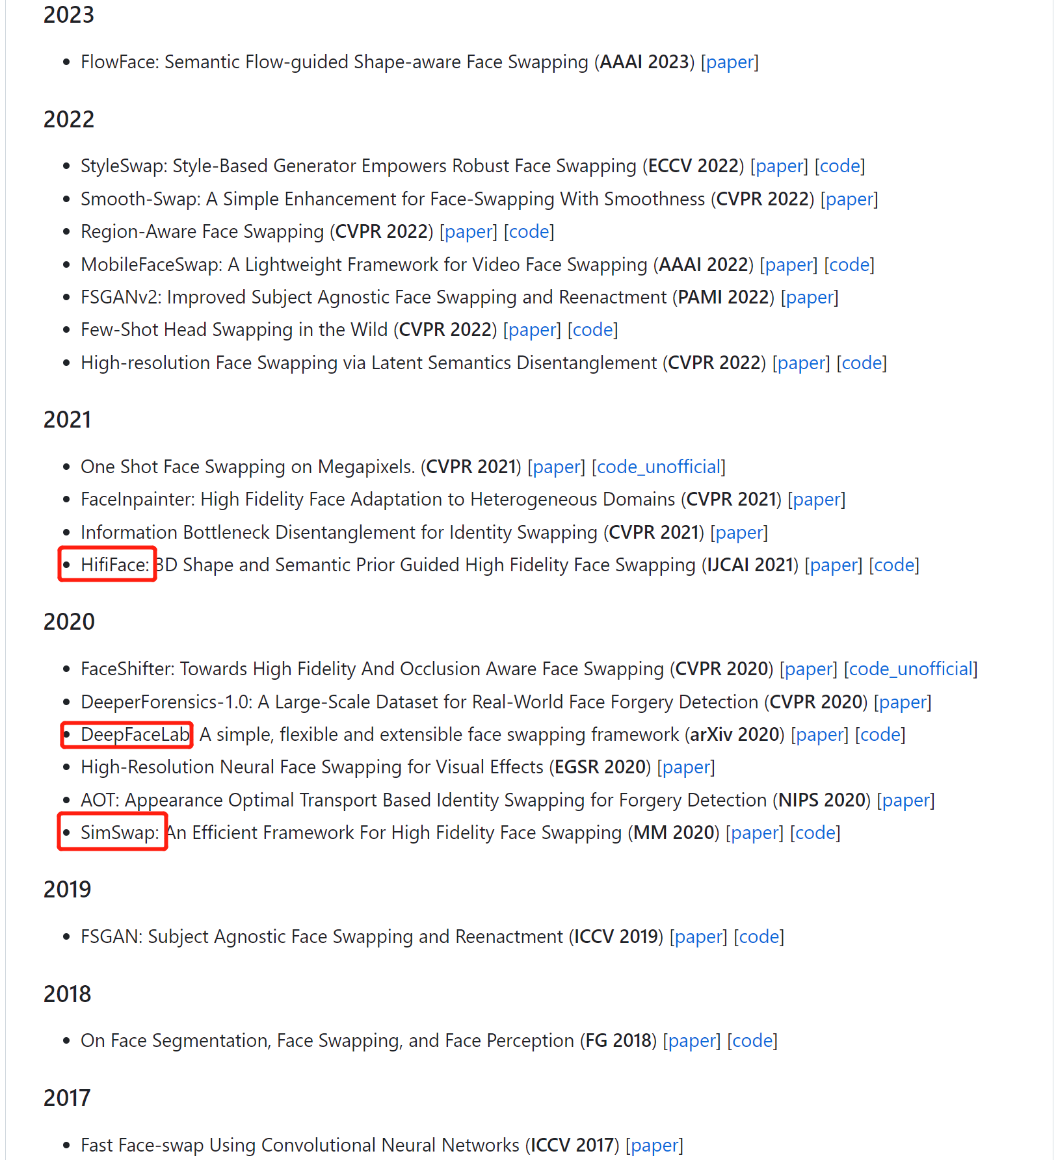 2023
FlowFace: Semantic Flow-guided Shape-aware Face Swapping (AAAI 2023) [paper]
2022
StyleSwap: Style-Based Generator Empowers Robust Face Swapping (ECCV 2022) [paper] [code]
Smooth-Swap: A Simple Enhancement for Face-Swapping With Smoothness (CVPR 2022) [paper]
Region-Aware Face Swapping (CVPR 2022) [paper] [code]
MobileFaceSwap: A Lightweight Framework for Video Face Swapping (AAAI 2022) [paper] [code]
FSGANv2: Improved Subject Agnostic Face Swapping and Reenactment (PAMI 2022) [paper]
Few-Shot Head Swapping in the Wild (CVPR 2022) [paper] [code]
High-resolution Face Swapping via Latent Semantics Disentanglement (CVPR 2022) [paper] [code]
2021
One Shot Face Swapping on Megapixels. (CVPR 2021) [paper] [code_unofficial]
FaceInpainter: High Fidelity Face Adaptation to Heterogeneous Domains (CVPR 2021) [paper]
Information Bottleneck Disentanglement for Identity Swapping (CVPR 2021) [paper]
HifiFace: 3D Shape and Semantic Prior Guided High Fidelity Face Swapping (IJCAI 2021) [paper] [code]
2020
FaceShifter: Towards High Fidelity And Occlusion Aware Face Swapping (CVPR 2020) [paper] [code_unofficial]
DeeperForensics-1.0: A Large-Scale Dataset for Real-World Face Forgery Detection (CVPR 2020) [paper]
DeepFaceLab A simple, flexible and extensible face swapping framework (arXiv 2020) [paper] [code]
High-Resolution Neural Face Swapping for Visual Effects (EGSR 2020) [paper]
AOT: Appearance Optimal Transport Based Identity Swapping for Forgery Detection (NIPS 2020) [paper]
SimSwap: An Efficient Framework For High Fidelity Face Swapping (MM 2020) [paper] [code]
2019
FSGAN: Subject Agnostic Face Swapping and Reenactment (ICCV 2019) [paper] [code]
2018
On Face Segmentation, Face Swapping, and Face Perception (FG 2018) [paper] [code]
2017
Fast Face-swap Using Convolutional Neural Networks (ICCV 2017) [paper]